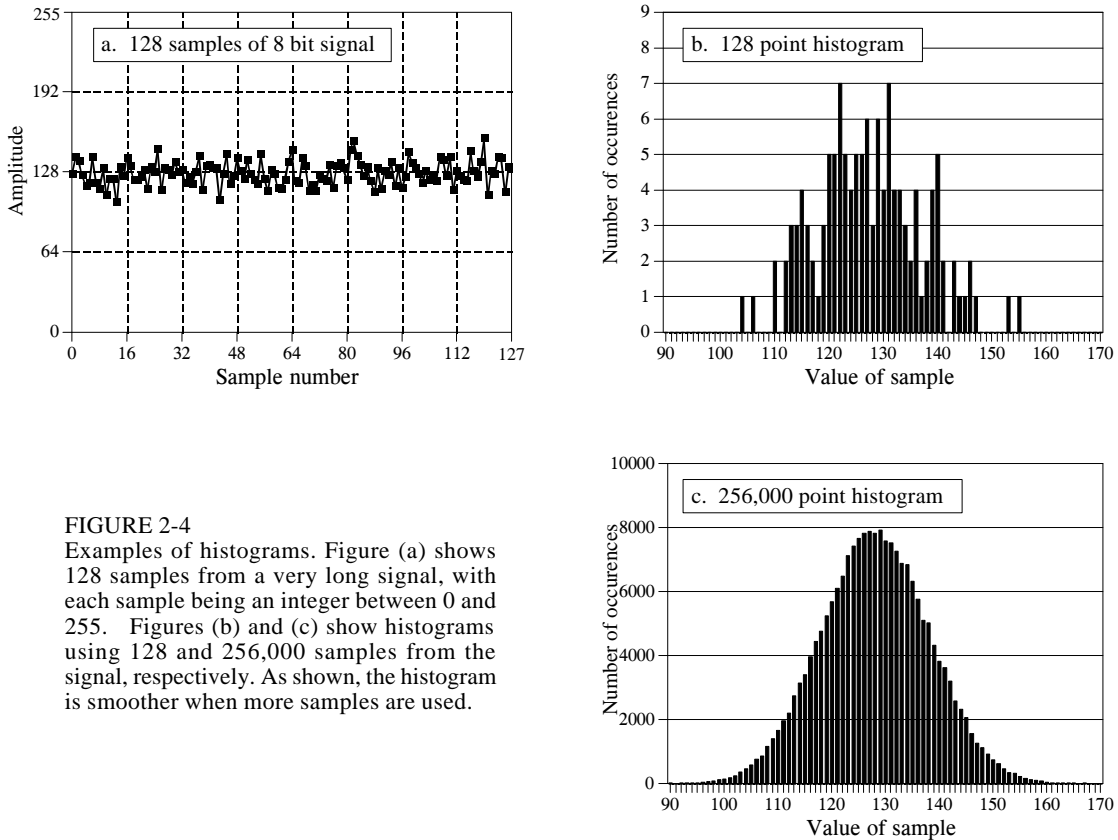 255
192
128
64
0
Amplitude
a. 128 samples of 8 bit signal
0 16 32 48 64 80 96 112 127
Sample number
9
8
7
6
5
4
3
2
1
0
Number of occurences
b. 128 point histogram
90 100 110 120 130 140 150 160 170
Value of sample
FIGURE 2-4
Examples of histograms. Figure (a) shows
128 samples from a very long signal, with
each sample being an integer between 0 and
255. Figures (b) and (c) show histograms
using 128 and 256,000 samples from the
signal, respectively. As shown, the histogram
is smoother when more samples are used.
10000
8000
6000
4000
2000
0
Number of occurences
c. 256,000 point histogram
90 100 110 120 130 140 150 160 170
Value of sample